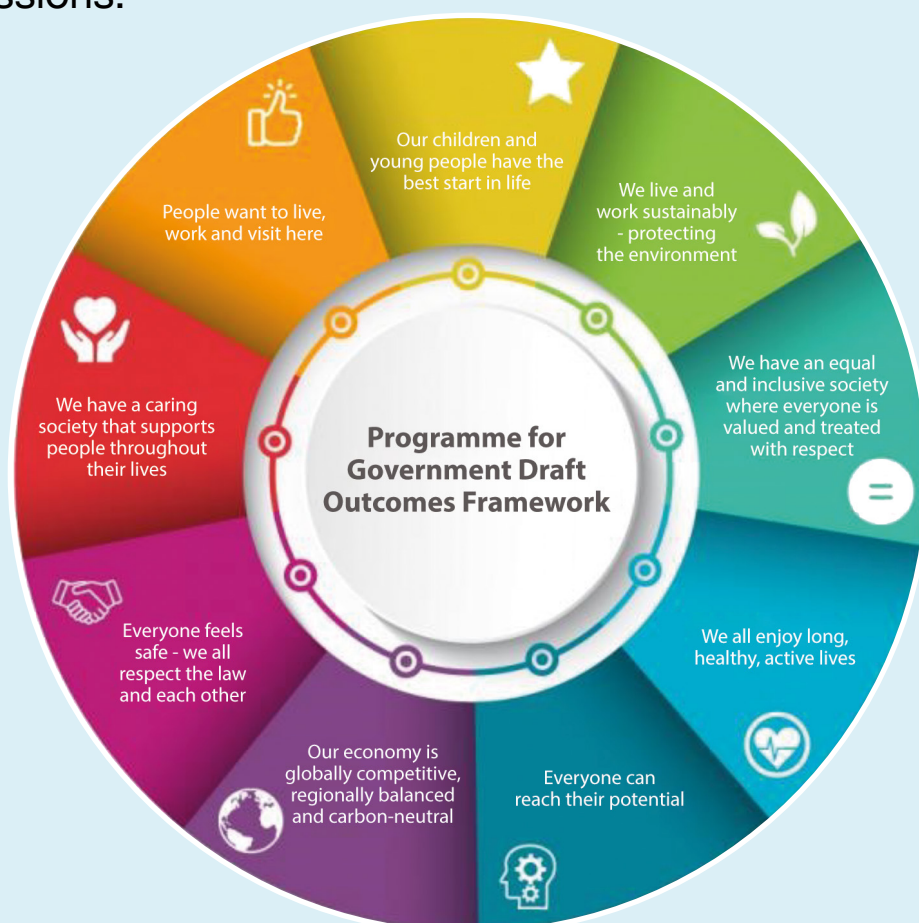 ssions.
Our children and
young people have the
best start in life
We live and
work sustainably
- protecting
the environment
We have an equal
and inclusive society
where everyone is
valued and treated
with respect
We all enjoy long,
healthy, active lives
Everyone can
reach their potential
Our economy is
globally competitive,
regionally balanced
and carbon-neutral
Everyone feels
safe - we all
respect the law
and each other
We have a caring
society that supports
people throughout
their lives
People want to live,
work and visit here
Programme for
Government Draft
Outcomes Framework